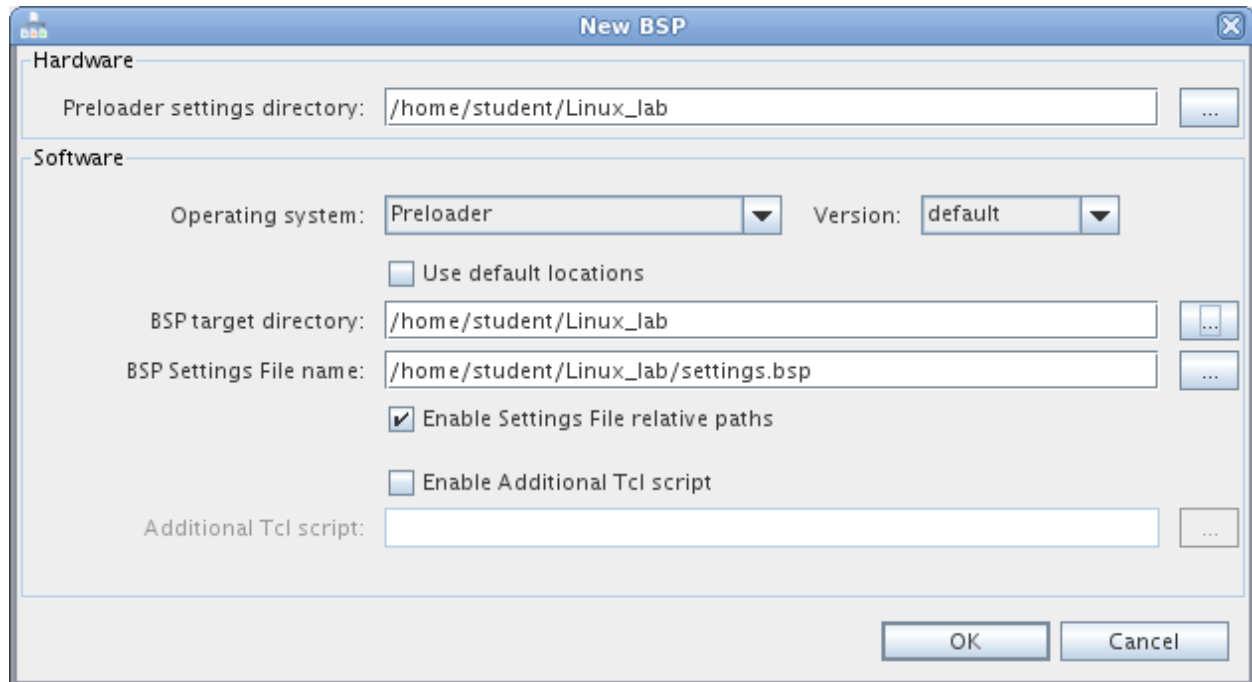 New BSP
Hardware
Preloader settings directory: /home/student/Linux_lab ...
Software
Operating system: Preloader Version: default
Use default locations
BSP target directory: /home/student/Linux_lab ...
BSP Settings File name: /home/student/Linux_lab/settings.bsp ...
Enable Settings File relative paths
Enable Additional Tcl script
Additional Tcl script: ...
OK Cancel